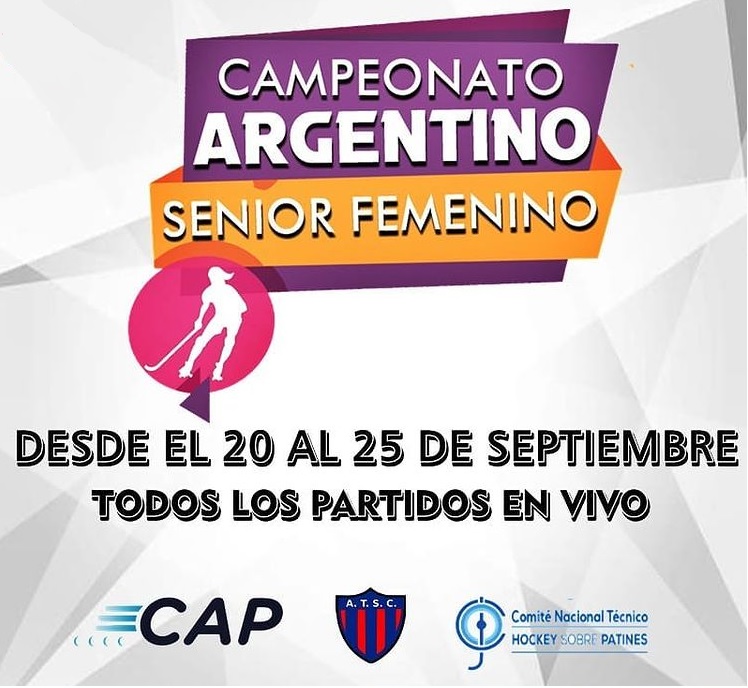 CAMPEONATO
ARGENTINO
SENIOR FEMENINO
DESDE EL 20 AL 25 DE SEPTIEMBRE
TODOS LOS PARTIDOS EN VIVO
CAP
A. T. S. C.
Comité Nacional Técnico
HOCKEY SOBRE PATINES